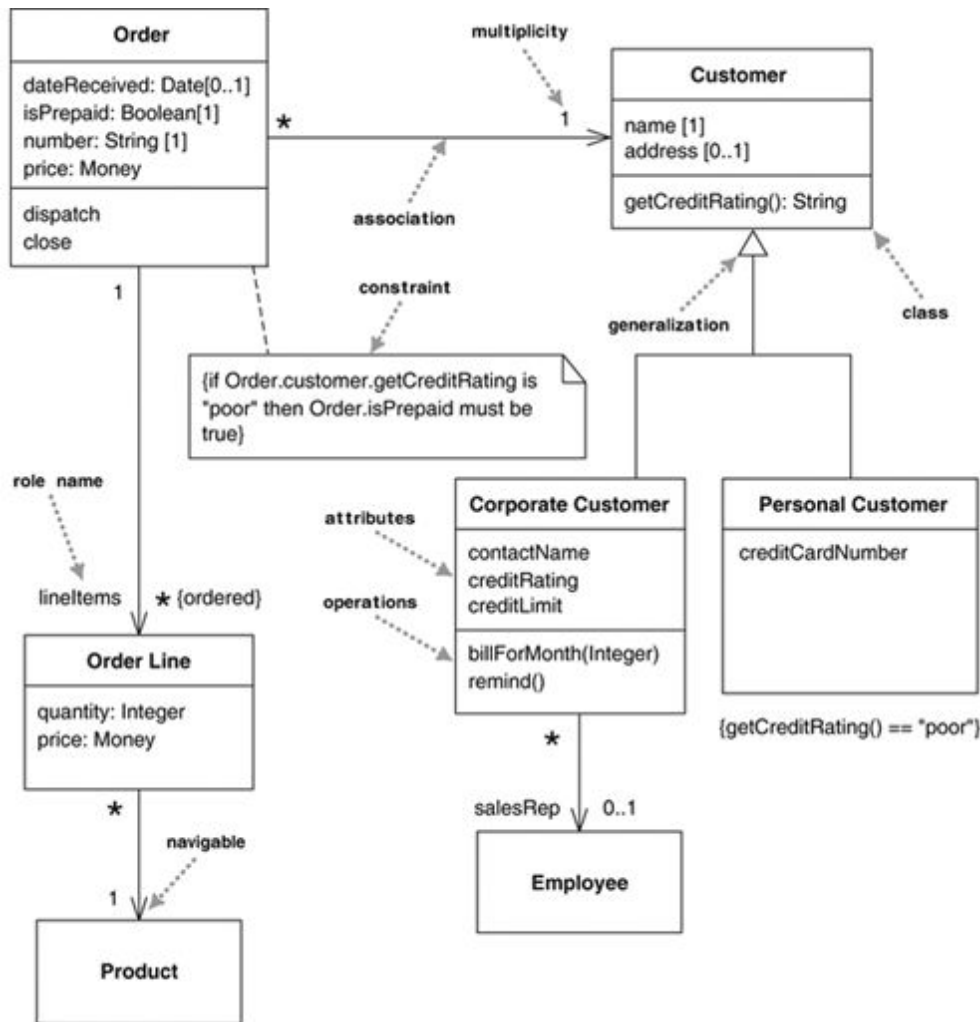 Order
dateReceived: Date[0..1]
isPrepaid: Boolean[1]
number: String [1]
price: Money
dispatch
close
multiplicity
*
1
association
Customer
name [1]
address [0..1]
getCreditRating(): String
generalization
class
1
constraint
{if Order.customer.getCreditRating is
"poor" then Order.isPrepaid must be
true}
role name
lineItems
* {ordered}
Order Line
quantity: Integer
price: Money
*
navigable
1
Product
attributes
operations
Corporate Customer
contactName
creditRating
creditLimit
billForMonth(Integer)
remind()
Personal Customer
creditCardNumber
{getCreditRating() == "poor"}
*
salesRep
0..1
Employee